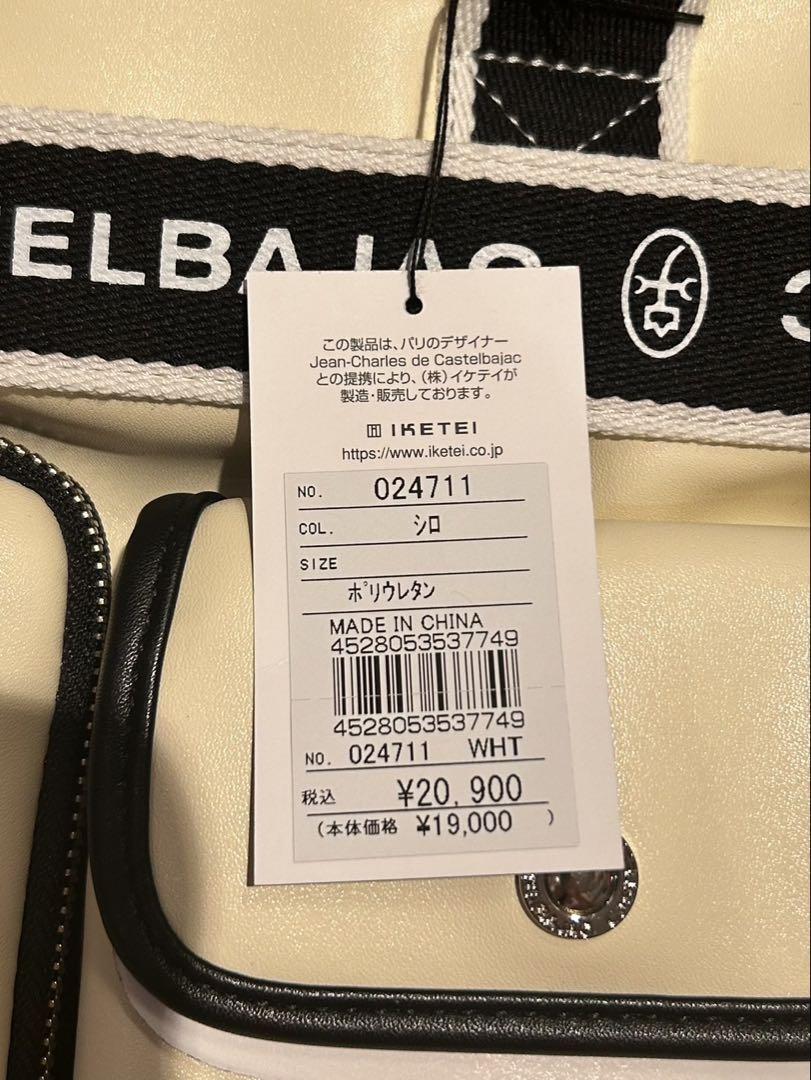 TELBAJAC
この製品は、パリのデザイナー
Jean-Charles de Castelbajac
との提携により、(株)イケテイが
製造・販売しております。
IKETEI
https://www.iketei.co.jp
NO. 024711
COL. シロ
SIZE
ポリウレタン
MADE IN CHINA
4528053537749
4528053537749
NO. 024711 WHT
税込 ¥20,900
(本体価格 ¥19,000 )